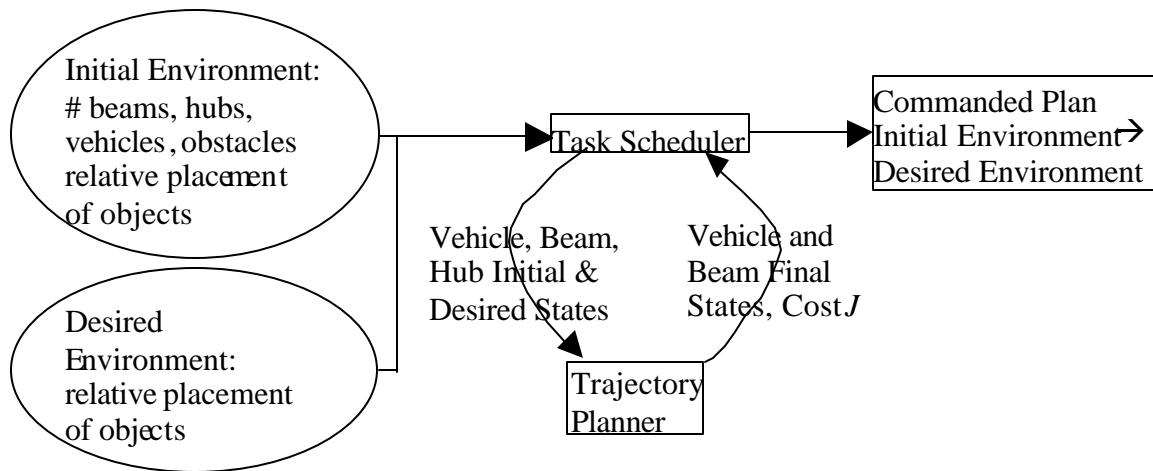 Initial Environment:
# beams, hubs,
vehicles, obstacles
relative placement
of objects
Desired
Environment:
relative placement
of objects
Task Scheduler
Vehicle, Beam,
Hub Initial &
Desired States
Vehicle and
Beam Final
States, Cost J
Trajectory
Planner
Commanded Plan
Initial Environment→
Desired Environment